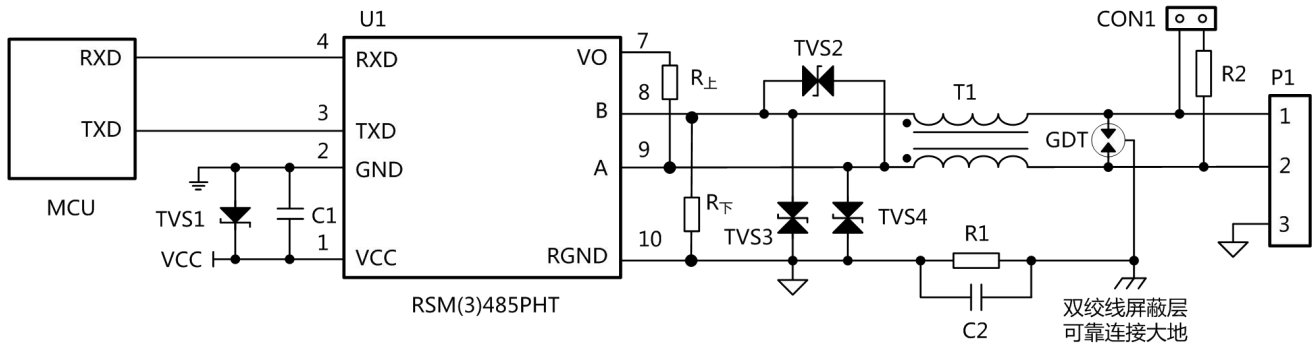 U1
CON1
4
7
TVS2
RXD
RXD
VO
R上
R2
P1
3
8
T1
TXD
TXD
B
1
GDT
2
9
GND
A
2
MCU
TVS1
C1
R下
TVS3
TVS4
3
1
10
R1
VCC
VCC
RGND
RSM(3)485PHT
C2
双绞线屏蔽层
可靠连接大地